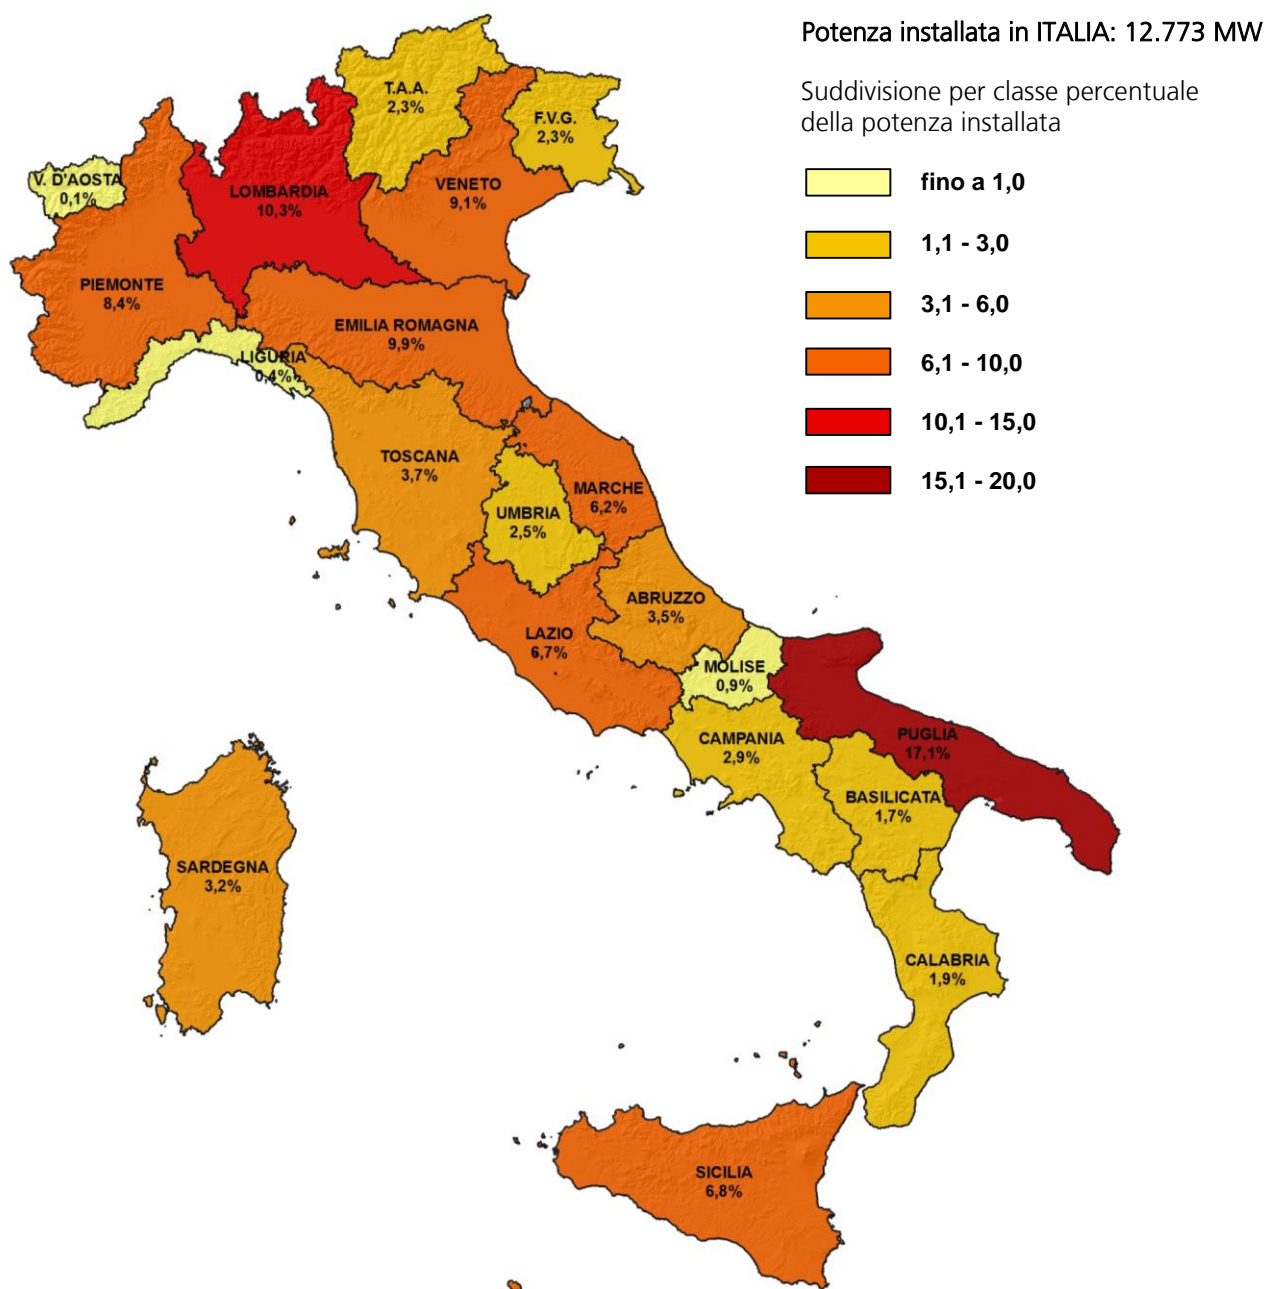 Potenza installata in ITALIA: 12.773 MW
Suddivisione per classe percentuale
della potenza installata
fino a 1,0
1,1 - 3,0
3,1 - 6,0
6,1 - 10,0
10,1 - 15,0
15,1 - 20,0
T.A.A.
2,3%
F.V.G.
2,3%
V. D'AOSTA
0,1%
LOMBARDIA
10,3%
VENETO
9,1%
PIEMONTE
8,4%
EMILIA ROMAGNA
9,9%
LIGURIA
0,4%
TOSCANA
3,7%
MARCHE
6,2%
UMBRIA
2,5%
ABRUZZO
3,5%
LAZIO
6,7%
MOLISE
0,9%
CAMPANIA
2,9%
PUGLIA
17,1%
BASILICATA
1,7%
SARDEGNA
3,2%
CALABRIA
1,9%
SICILIA
6,8%